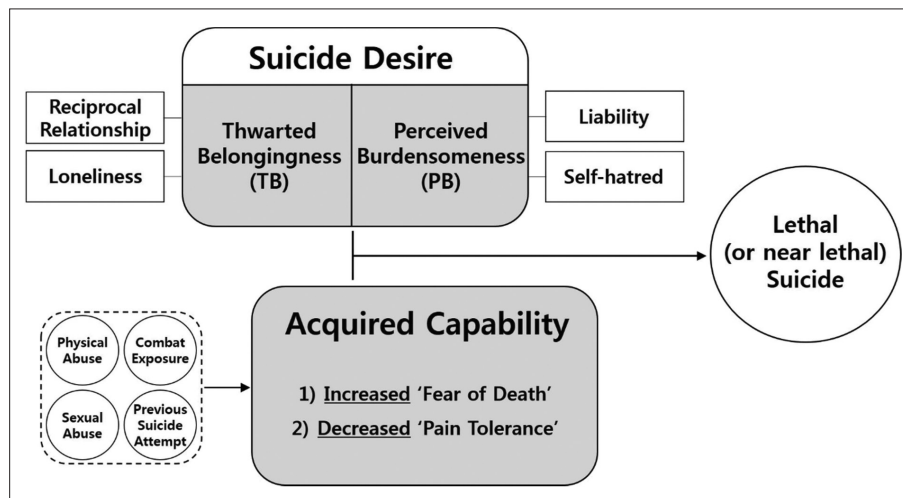 Suicide Desire
Reciprocal
Relationship
Loneliness
Thwarted
Belongingness
(TB)
Perceived
Burdensomeness
(PB)
Liability
Self-hatred
Lethal
(or near lethal)
Suicide
Physical
Abuse
Combat
Exposure
Sexual
Abuse
Previous
Suicide
Attempt
Acquired Capability
1) Increased ‘Fear of Death’
2) Decreased ‘Pain Tolerance’